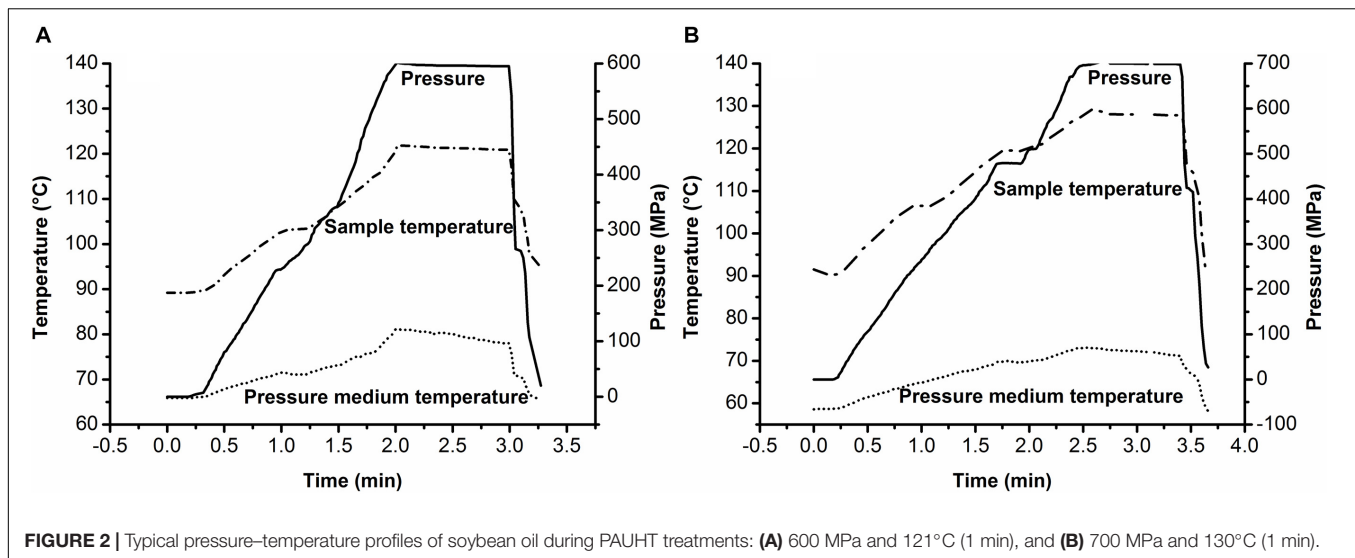 A
140
130
120
110
100
90
80
70
60
Temperature (°C)
600
500
400
300
200
100
0
Pressure (MPa)
Pressure
Sample temperature
Pressure medium temperature
-0.5 0.0 0.5 1.0 1.5 2.0 2.5 3.0 3.5
Time (min)
B
140
130
120
110
100
90
80
70
60
Temperature (°C)
700
600
500
400
300
200
100
0
-100
Pressure (MPa)
Pressure
Sample temperature
Pressure medium temperature
-0.5 0.0 0.5 1.0 1.5 2.0 2.5 3.0 3.5 4.0
Time (min)
FIGURE 2 | Typical pressure–temperature profiles of soybean oil during PAUHT treatments: (A) 600 MPa and 121°C (1 min), and (B) 700 MPa and 130°C (1 min).